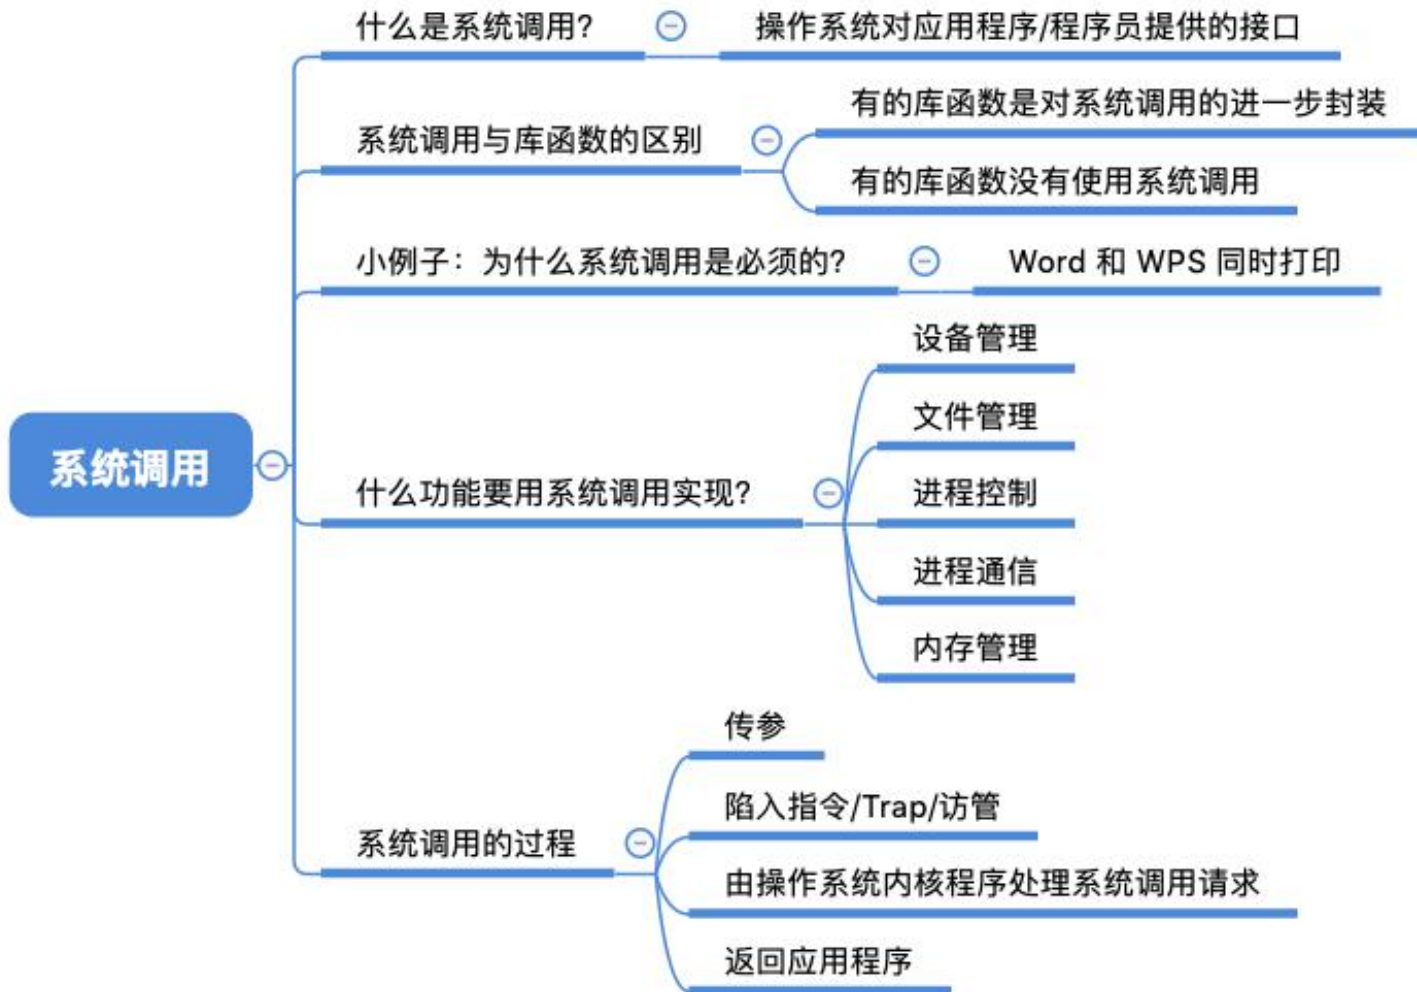 什么是系统调用?
操作系统对应用程序/程序员提供的接口
系统调用与库函数的区别
有的库函数是对系统调用的进一步封装
有的库函数没有使用系统调用
小例子：为什么系统调用是必须的?
Word 和 WPS 同时打印
系统调用
什么功能要用系统调用实现?
设备管理
文件管理
进程控制
进程通信
内存管理
系统调用的过程
传参
陷入指令/Trap/访管
由操作系统内核程序处理系统调用请求
返回应用程序